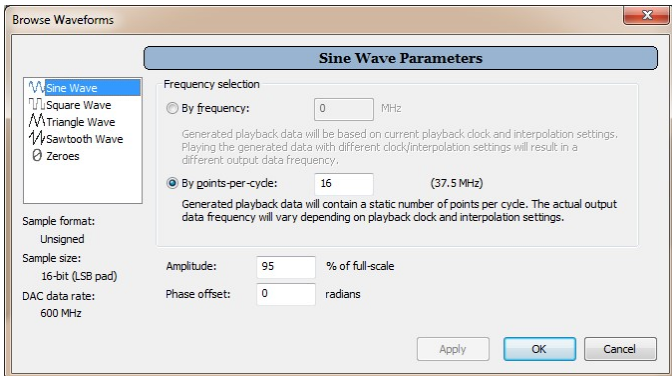 Browse Waveforms
x
Sine Wave Parameters
Sine Wave
Square Wave
Triangle Wave
Sawtooth Wave
Zeroes
Sample format:
Unsigned
Sample size:
16-bit (LSB pad)
DAC data rate:
600 MHz
Frequency selection
By frequency: 0 MHz
Generated playback data will be based on current playback clock and interpolation settings.
Playing the generated data with different clock/interpolation settings will result in a
different output data frequency.
By points-per-cycle: 16 (37.5 MHz)
Generated playback data will contain a static number of points per cycle. The actual output
data frequency will vary depending on playback clock and interpolation settings.
Amplitude: 95 % of full-scale
Phase offset: 0 radians
Apply OK Cancel